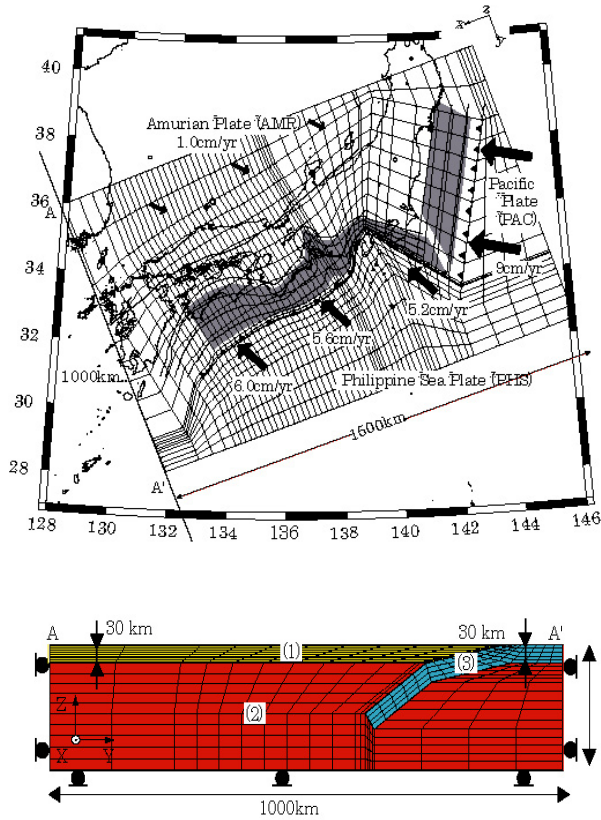 z
x
y
40
38
36
34
32
30
28
Amurian Plate (AMR)
1.0cm/yr
Pacific
Plate
(PAC)
9cm/yr
5.2cm/yr
5.6cm/yr
6.0cm/yr
Philippine Sea Plate (PHS)
A
1000km
1500km
A'
128 130 132 134 136 138 140 142 144 146
A 30 km (1) 30 km A'
(3)
(2)
Z
X Y
1000km